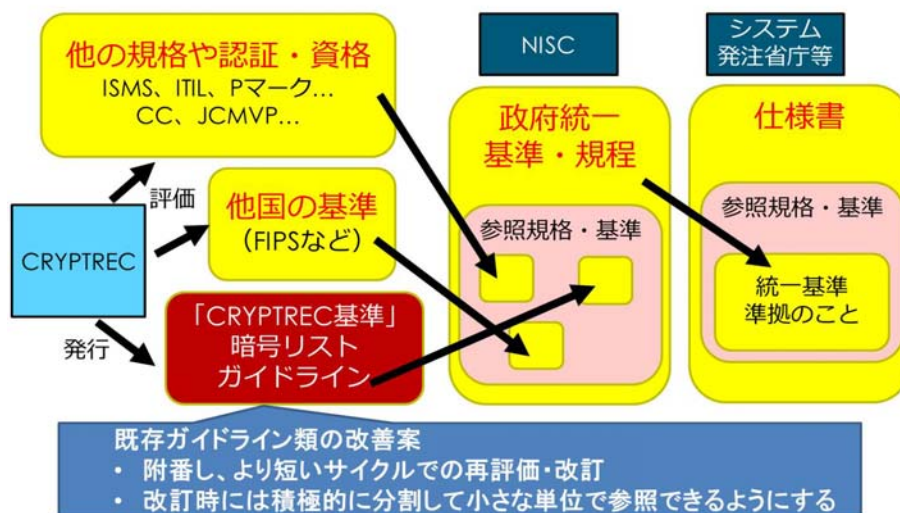 他の規格や認証・資格
ISMS、ITIL、Pマーク…
CC、JCMVP…
評価
CRYPTREC
他国の基準
（FIPSなど）
発行
「CRYPTREC基準」
暗号リスト
ガイドライン
NISC
政府統一
基準・規程
参照規格・基準
システム
発注省庁等
仕様書
参照規格・基準
統一基準
準拠のこと
既存ガイドライン類の改善案
• 附番し、より短いサイクルでの再評価・改訂
• 改訂時には積極的に分割して小さな単位で参照できるようにする